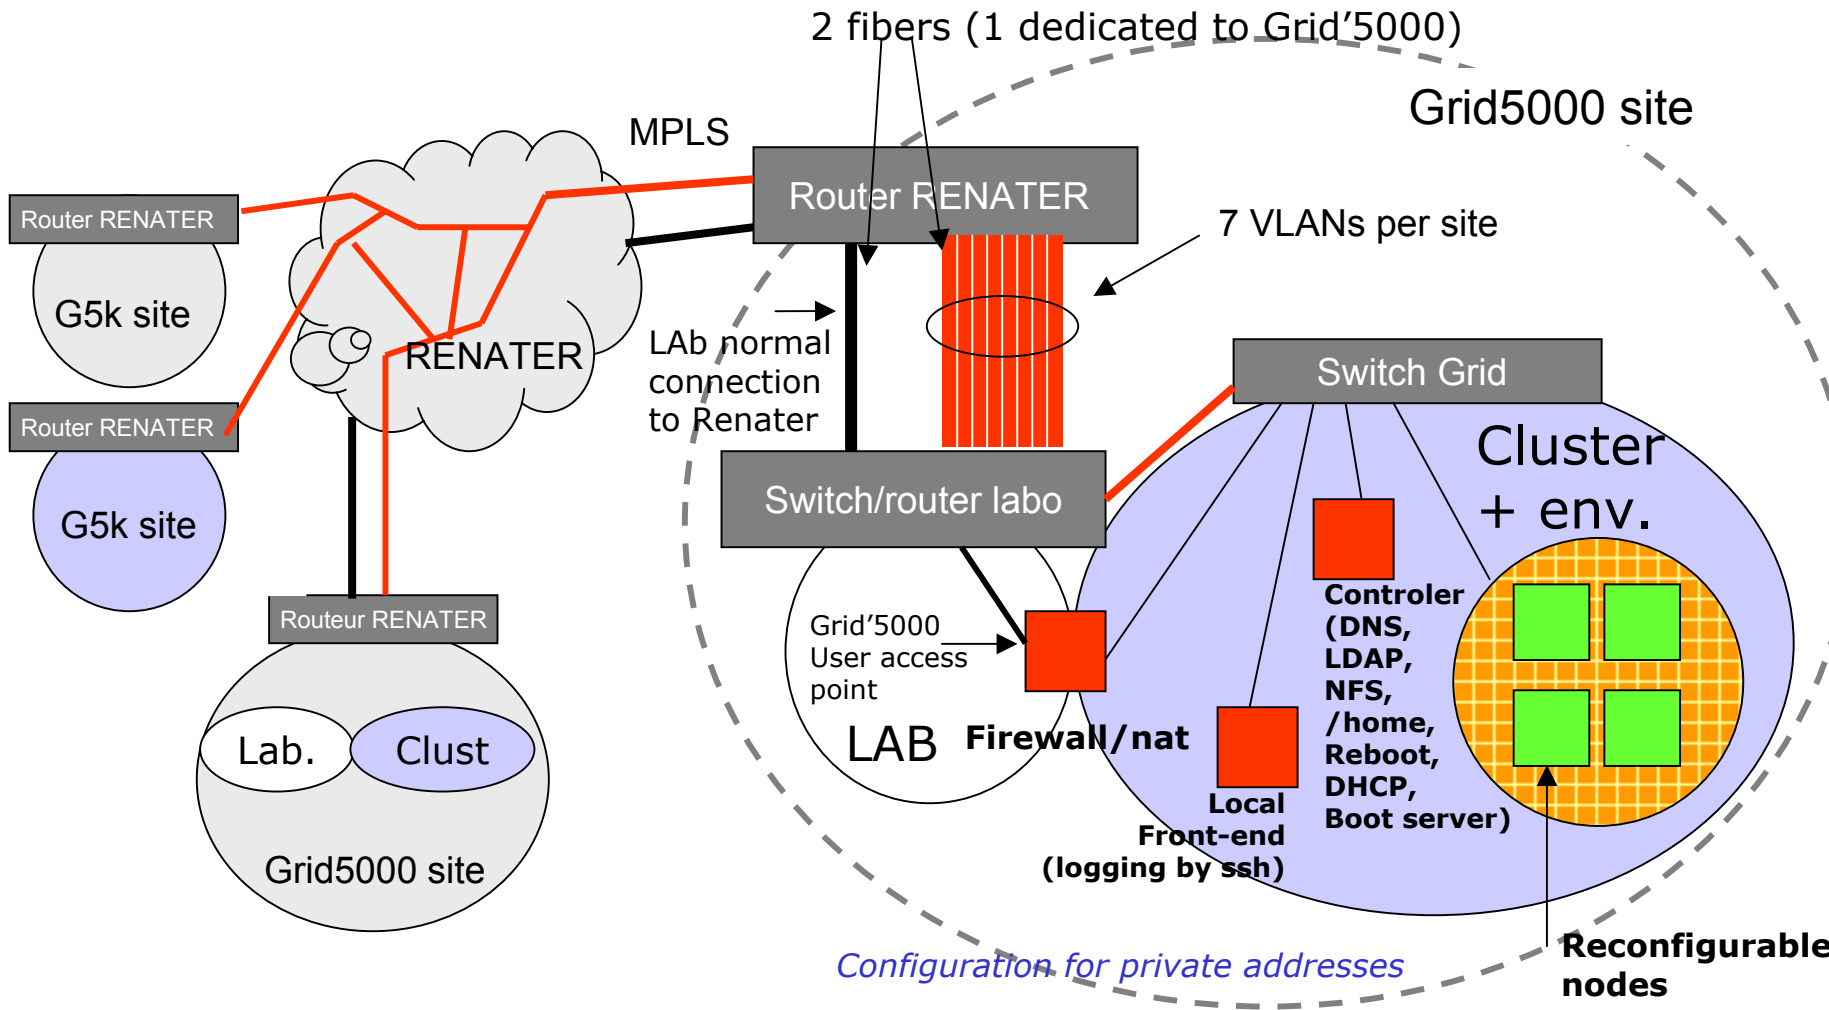 2 fibers (1 dedicated to Grid’5000)
Grid5000 site
MPLS
Router RENATER
Router RENATER
7 VLANs per site
G5k site
RENATER
LAb normal
connection
to Renater
Switch Grid
Router RENATER
G5k site
Switch/router labo
Cluster
+ env.
Routeur RENATER
Grid’5000
User access
point
LAB
Firewall/nat
Controler
(DNS,
LDAP,
NFS,
/home,
Reboot,
DHCP,
Boot server)
Lab.
Clust
Local
Front-end
(logging by ssh)
Grid5000 site
Configuration for private addresses
Reconfigurable
nodes